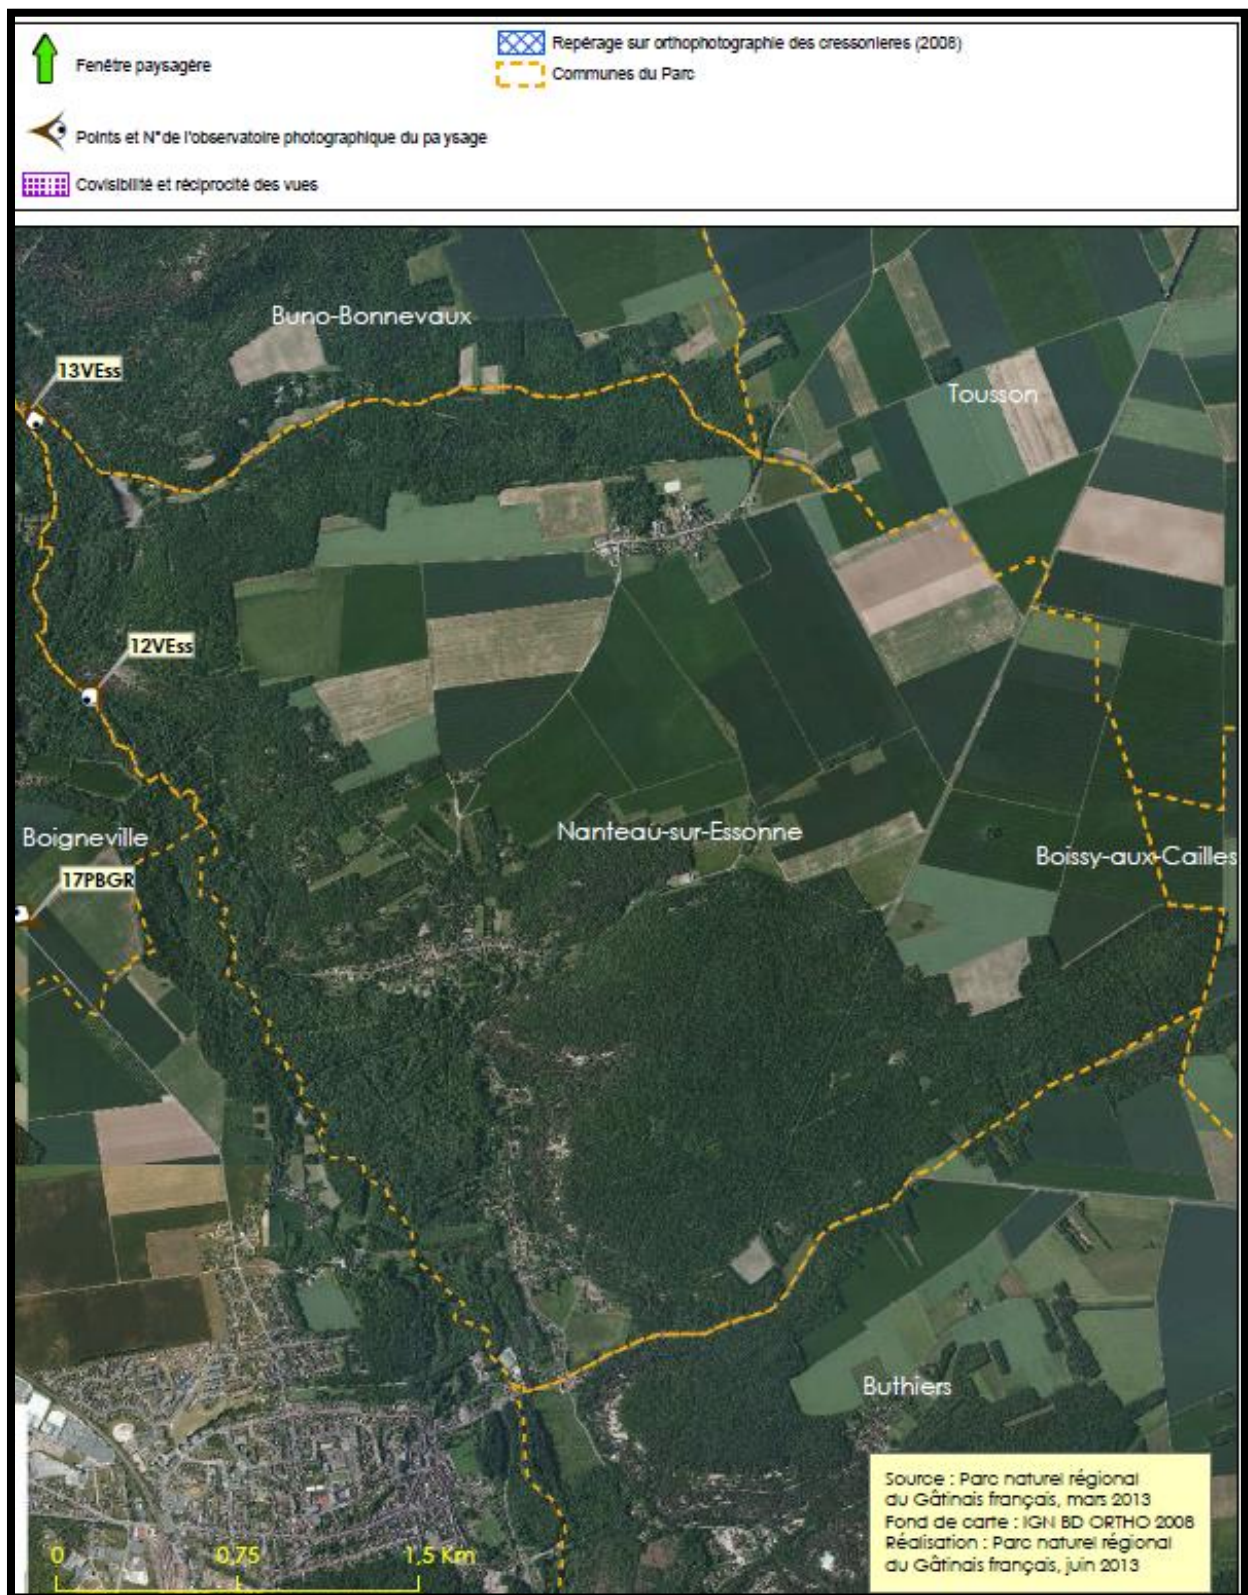 Fenêtre paysagère
Repérage sur orthophotographie des cressonieres (2008)
Communes du Parc
Points et N° de l'observatoire photographique du paysage
Covisibilité et réciprocité des vues
Buno-Bonnevaux
13VEss
Tousson
12VEss
Nanteau-sur-Essonne
Boigneville
Boissy-aux-Cailles
17PBGR
Buthiers
Source : Parc naturel régional
du Gâtinais français, mars 2013
Fond de carte : IGN BD ORTHO 2008
Réalisation : Parc naturel régional
du Gâtinais français, juin 2013
0 0,75 1,5 Km